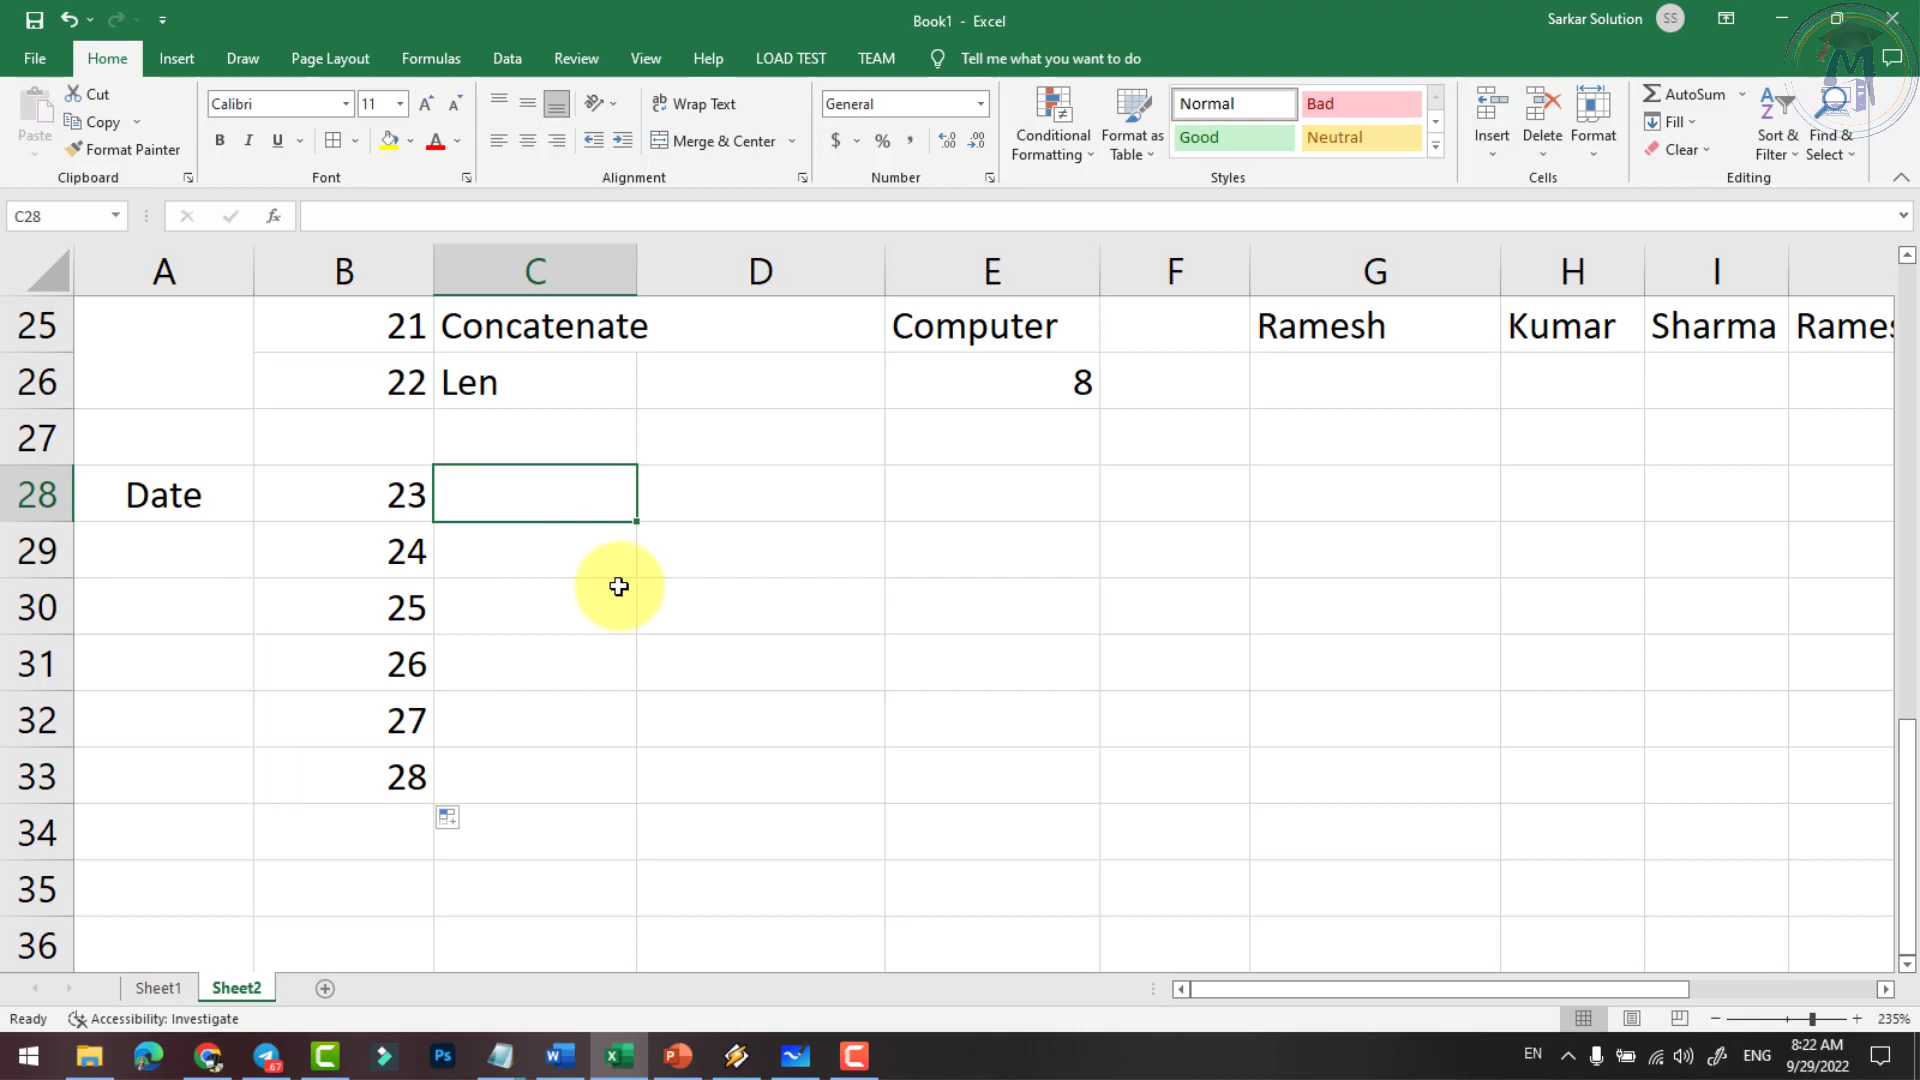 Book1 - Excel
Sarkar Solution SS
File Home Insert Draw Page Layout Formulas Data Review View Help LOAD TEST TEAM Tell me what you want to do
Paste
Cut
Copy
Format Painter
Clipboard
Calibri 11
B I U
Font
Wrap Text
Merge & Center
Alignment
General
$ % ,
Number
Conditional Formatting
Format as Table
Normal Bad
Good Neutral
Styles
Insert Delete Format
Cells
AutoSum
Fill
Clear
Sort & Filter
Find & Select
Editing
C28 fx
A B C D E F G H I
25 21 Concatenate Computer Ramesh Kumar Sharma Rames
26 22 Len 8
27
28 Date 23
29 24
30 25
31 26
32 27
33 28
34
35
36
Sheet1 Sheet2
Ready Accessibility: Investigate 235%
EN ENG 8:22 AM
9/29/2022